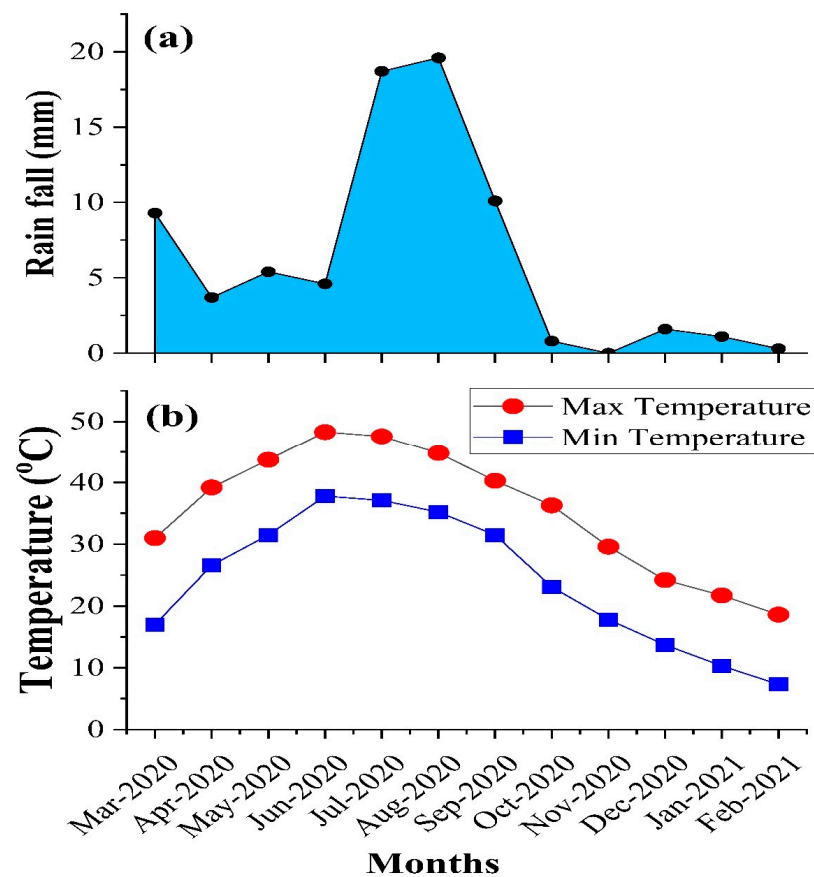 (a)
Rain fall (mm)
20
15
10
5
0
(b)
Max Temperature
Min Temperature
Temperature (⁰C)
50
40
30
20
10
0
Mar-2020
Apr-2020
May-2020
Jun-2020
Jul-2020
Aug-2020
Sep-2020
Oct-2020
Nov-2020
Dec-2020
Jan-2021
Feb-2021
Months